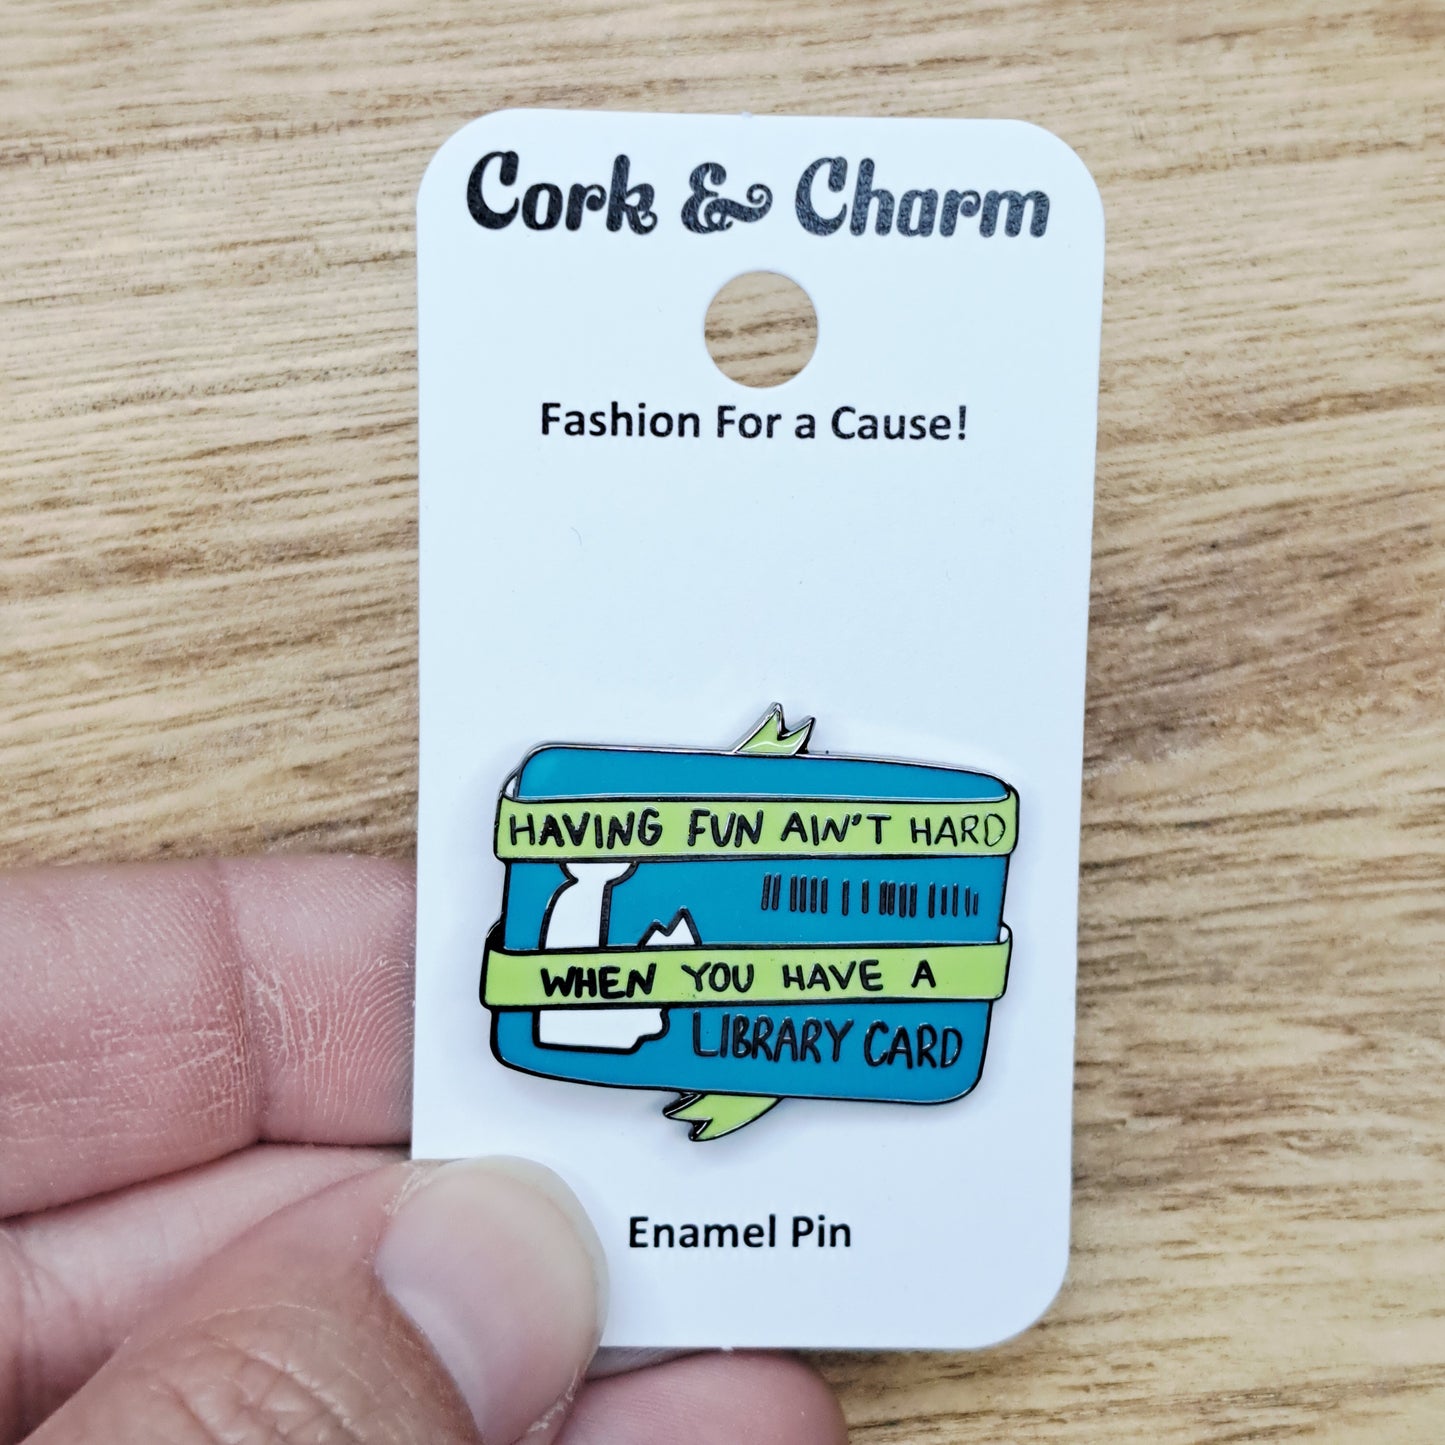 Cork & Charm
Fashion For a Cause!
HAVING FUN AIN'T HARD
WHEN YOU HAVE A
LIBRARY CARD
Enamel Pin